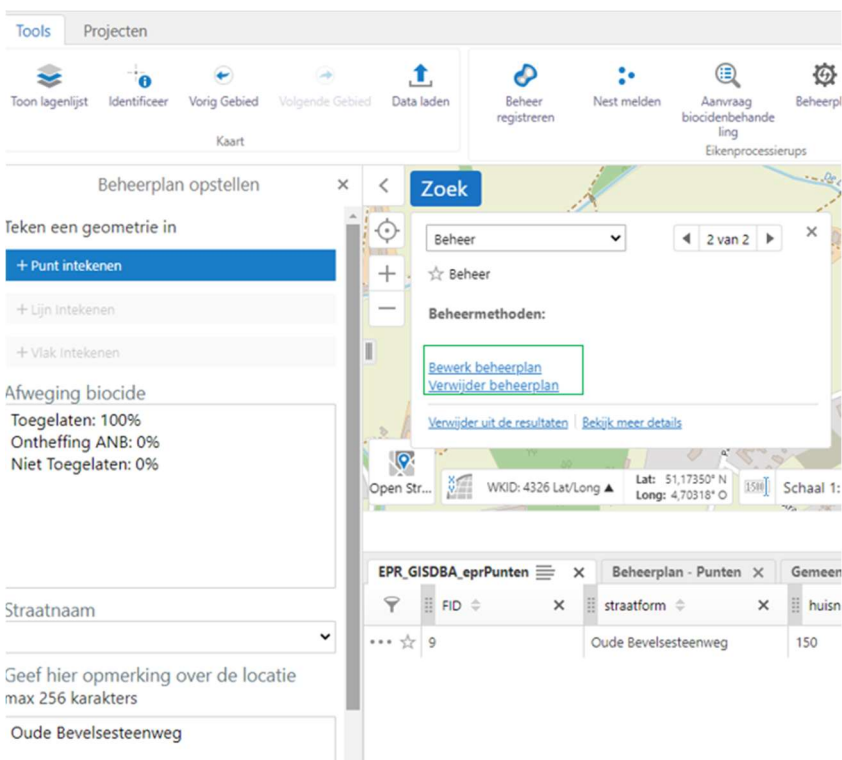 Tools Projecten
Toon lagenlijst Identificeer Vorig Gebied Volgende Gebied Data laden
Kaart
Beheer registreren Nest melden Aanvraag biocidenbehande ling Beheerpl
Eikenprocessierups
Beheerplan opstellen
Teken een geometrie in
+ Punt intekenen
+ Lijn Intekenen
+ Vlak Intekenen
Afweging biocide
Toegelaten: 100%
Ontheffing ANB: 0%
Niet Toegelaten: 0%
Straatnaam
Geef hier opmerking over de locatie
max 256 karakters
Oude Bevelsesteenweg
Zoek
Beheer 2 van 2
Beheer
Beheermethoden:
Bewerk beheerplan
Verwijder beheerplan
Verwijder uit de resultaten Bekijk meer details
Open Str... WKID: 4326 Lat/Long Lat: 51,17350° N
Long: 4,70318° O
Schaal 1:
EPR_GISDBA_eprPunten Beheerplan - Punten Gemeen
FID straatform huisn
9 Oude Bevelsesteenweg 150